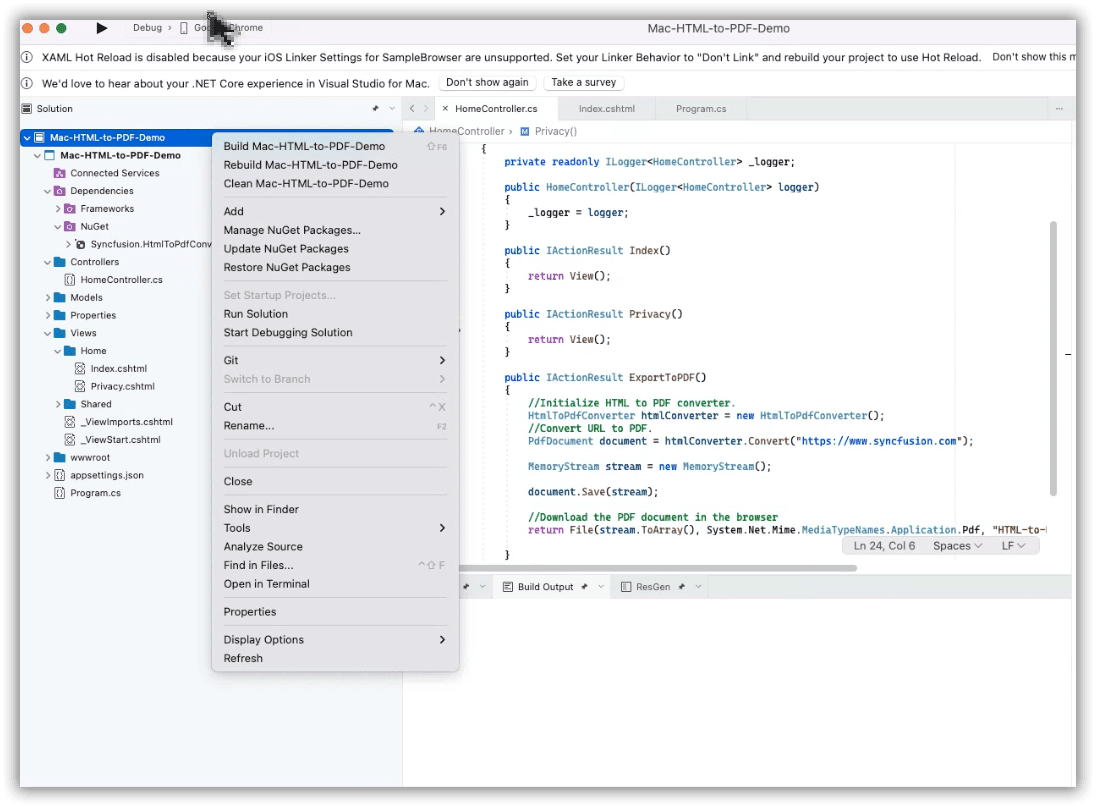 Debug › Go Chrome
Mac-HTML-to-PDF-Demo
XAML Hot Reload is disabled because your iOS Linker Settings for SampleBrowser are unsupported. Set your Linker Behavior to "Don't Link" and rebuild your project to use Hot Reload. Don't show this m
We'd love to hear about your .NET Core experience in Visual Studio for Mac. Don't show again Take a survey
Solution
HomeController.cs Index.cshtml Program.cs
HomeController › Privacy()
Mac-HTML-to-PDF-Demo
Mac-HTML-to-PDF-Demo
Connected Services
Dependencies
Frameworks
NuGet
Syncfusion.HtmlToPdfConv
Controllers
HomeController.cs
Models
Properties
Views
Home
Index.cshtml
Privacy.cshtml
Shared
_ViewImports.cshtml
_ViewStart.cshtml
wwwroot
appsettings.json
Program.cs
Build Mac-HTML-to-PDF-Demo ⇧F6
Rebuild Mac-HTML-to-PDF-Demo
Clean Mac-HTML-to-PDF-Demo
Add
Manage NuGet Packages...
Update NuGet Packages
Restore NuGet Packages
Set Startup Projects...
Run Solution
Start Debugging Solution
Git
Switch to Branch
Cut ^X
Rename... F2
Unload Project
Close
Show in Finder
Tools
Analyze Source
Find in Files... ^⇧F
Open in Terminal
Properties
Display Options
Refresh
{
private readonly ILogger<HomeController> _logger;
public HomeController(ILogger<HomeController> logger)
{
_logger = logger;
}
public IActionResult Index()
{
return View();
}
public IActionResult Privacy()
{
return View();
}
public IActionResult ExportToPDF()
{
//Initialize HTML to PDF converter.
HtmlToPdfConverter htmlConverter = new HtmlToPdfConverter();
//Convert URL to PDF.
PdfDocument document = htmlConverter.Convert("https://www.syncfusion.com");
MemoryStream stream = new MemoryStream();
document.Save(stream);
//Download the PDF document in the browser
return File(stream.ToArray(), System.Net.Mime.MediaTypeNames.Application.Pdf, "HTML-to-
}
Ln 24, Col 6 Spaces LF
Build Output ResGen